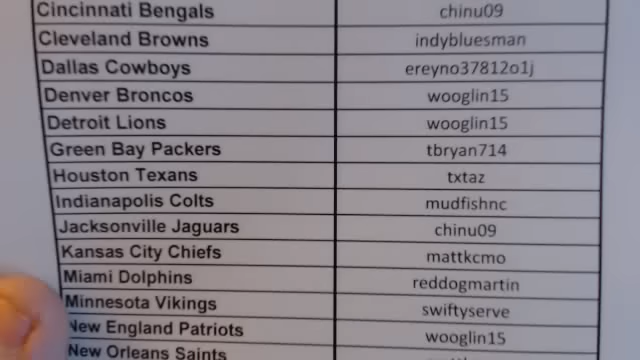 Cincinnati Bengals chinu09
Cleveland Browns indybluesman
Dallas Cowboys ereyno37812o1j
Denver Broncos wooglin15
Detroit Lions wooglin15
Green Bay Packers tbryan714
Houston Texans txtaz
Indianapolis Colts mudfishnc
Jacksonville Jaguars chinu09
Kansas City Chiefs mattkcmo
Miami Dolphins reddogmartin
Minnesota Vikings swiftyserve
New England Patriots wooglin15
New Orleans Saints